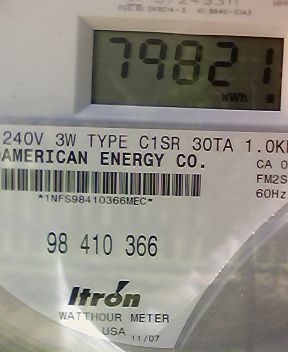 79821
kWh
240V 3W TYPE C1SR 30TA 1.0K
AMERICAN ENERGY CO.
CA 0
FM2S
60Hz
*1NFS98410366MEC*
98 410 366
Itrón
WATTHOUR METER
USA 11/07